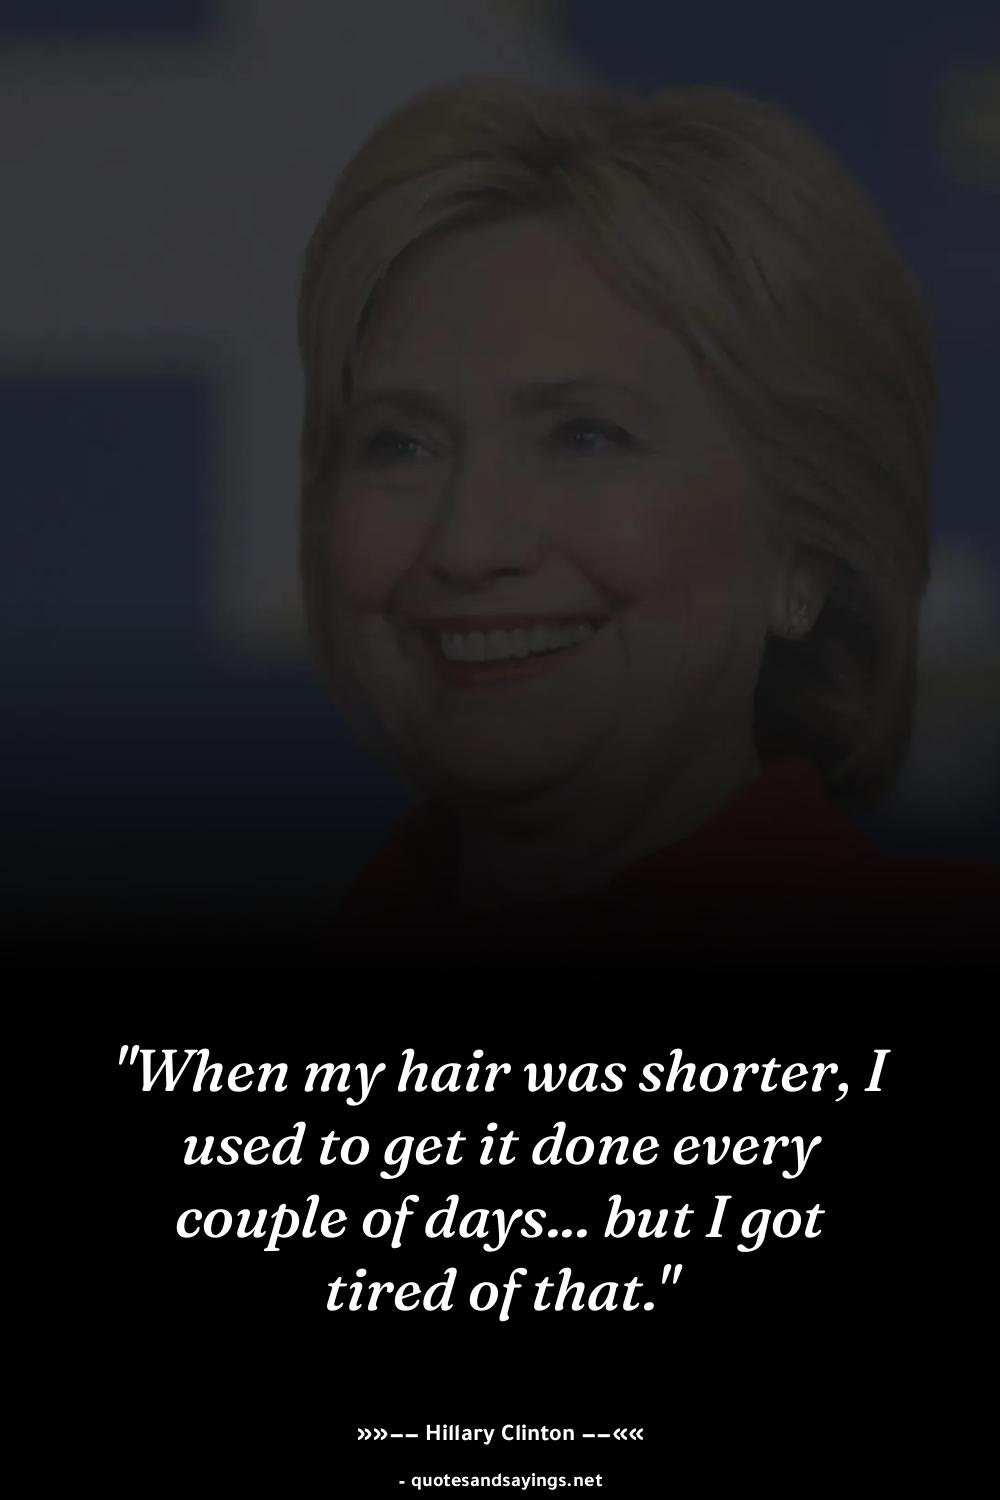 "When my hair was shorter, I
used to get it done every
couple of days... but I got
tired of that."
»»−− Hillary Clinton −−««
- quotesandsayings.net